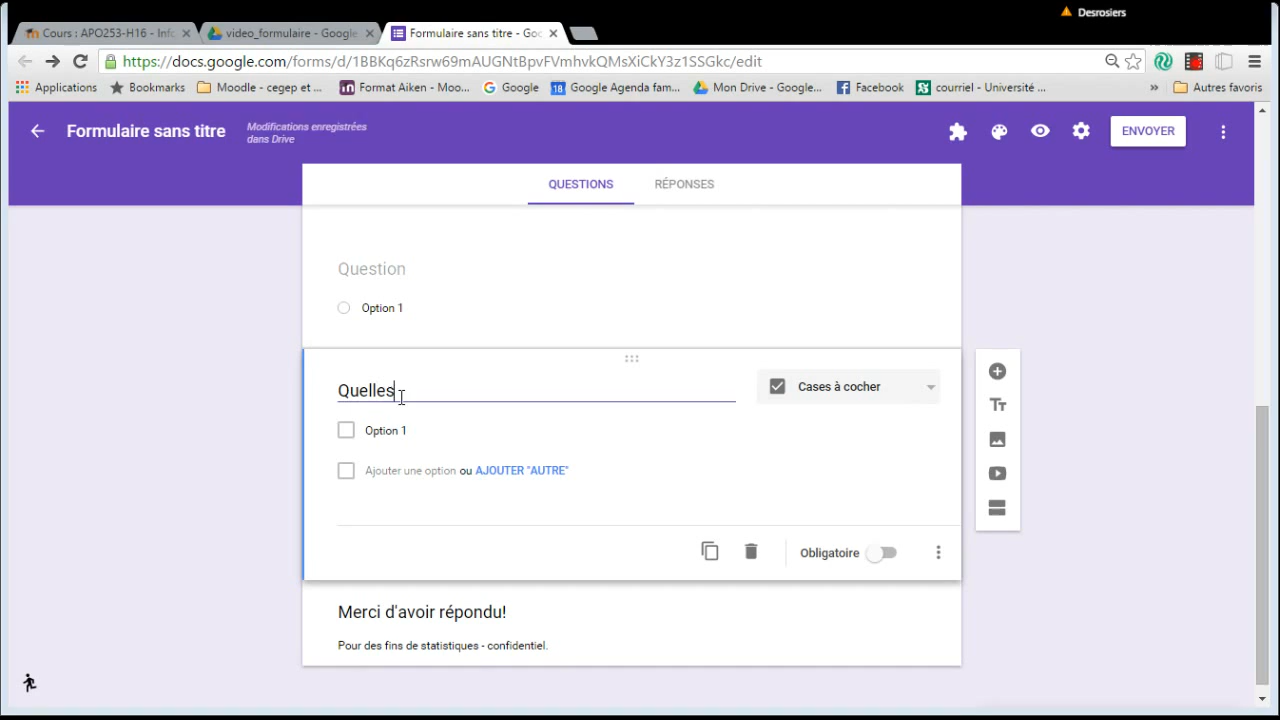 Desrosiers
Cours : APO253-H16 - Info
video_formulaire - Google
Formulaire sans titre - Goo
https://docs.google.com/forms/d/1BBKq6zRsrw69mAUGNtBpvFVmhvkQMsXiCkY3z1SSGkc/edit
Applications
Bookmarks
Moodle - cegep et ...
Format Aiken - Moo...
Google
Google Agenda fam...
Mon Drive - Google...
Facebook
courriel - Université ...
»
Autres favoris
Formulaire sans titre
Modifications enregistrées
dans Drive
ENVOYER
QUESTIONS
RÉPONSES
Question
Option 1
Quelles
Cases à cocher
Option 1
Ajouter une option ou AJOUTER "AUTRE"
Obligatoire
Merci d'avoir répondu!
Pour des fins de statistiques - confidentiel.